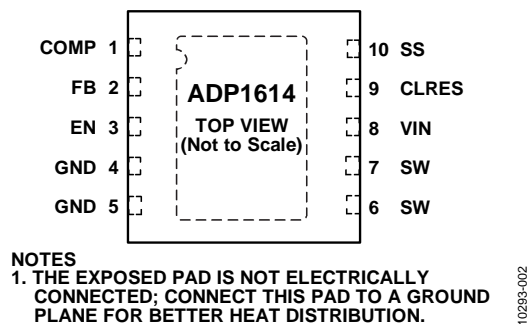 COMP 1
FB 2
EN 3
GND 4
GND 5
ADP1614
TOP VIEW
(Not to Scale)
10 SS
9 CLRES
8 VIN
7 SW
6 SW
NOTES
1. THE EXPOSED PAD IS NOT ELECTRICALLY
CONNECTED; CONNECT THIS PAD TO A GROUND
PLANE FOR BETTER HEAT DISTRIBUTION.
10293-002